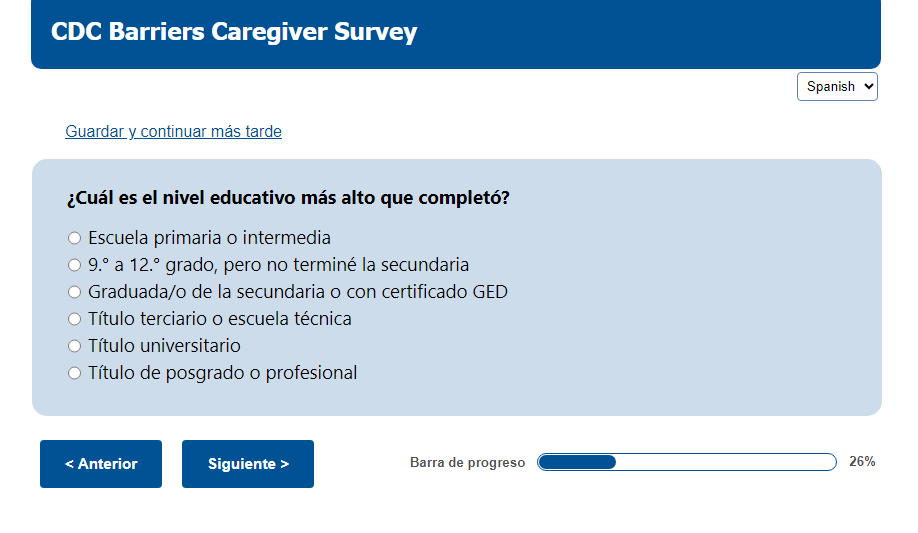 CDC Barriers Caregiver Survey
Spanish
Guardar y continuar más tarde
¿Cuál es el nivel educativo más alto que completó?
Escuela primaria o intermedia
9.° a 12.° grado, pero no terminé la secundaria
Graduada/o de la secundaria o con certificado GED
Título terciario o escuela técnica
Título universitario
Título de posgrado o profesional
< Anterior
Siguiente >
Barra de progreso
26%